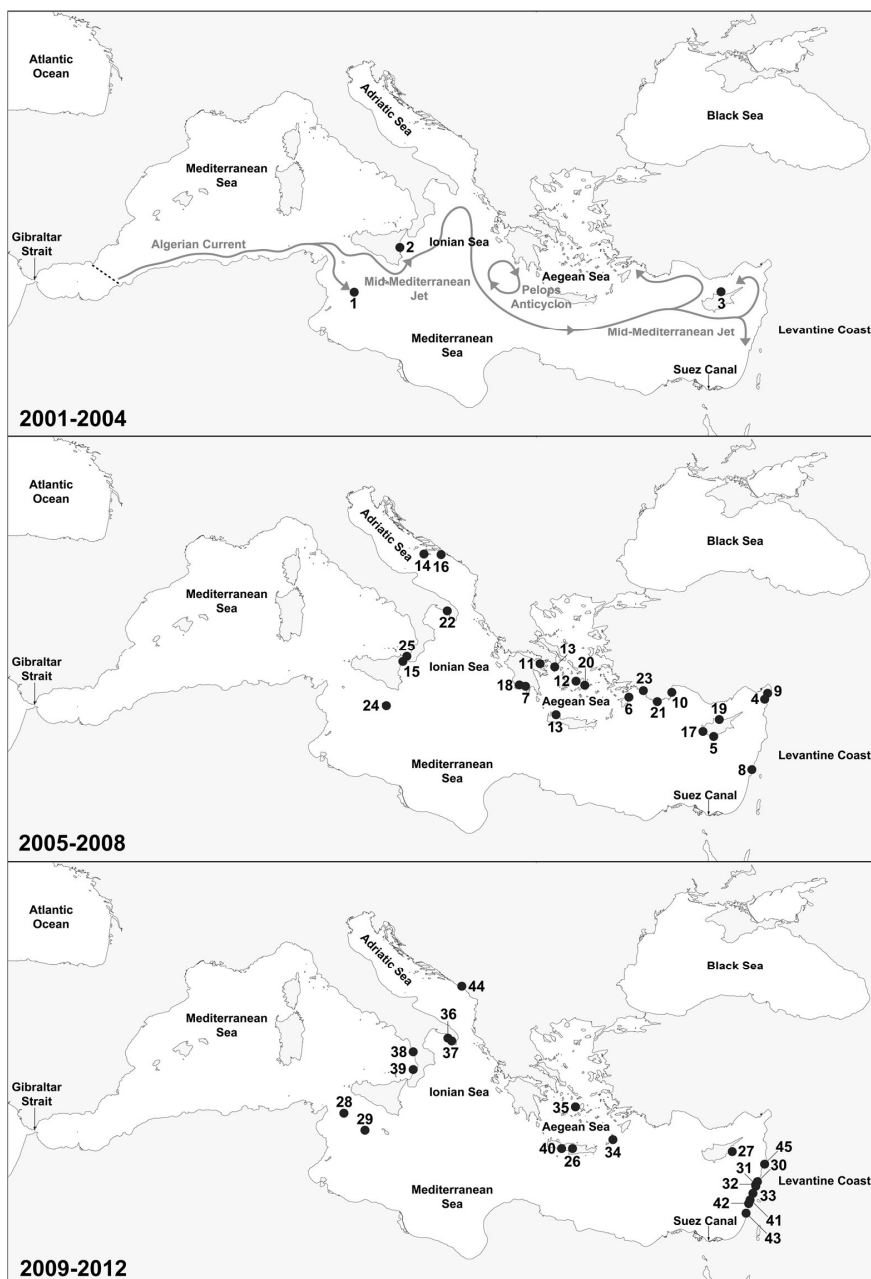 Atlantic
Ocean
Adriatic Sea
Black Sea
Mediterranean
Sea
Gibraltar
Strait
Algerian Current
2
Ionian Sea
Mid-Mediterranean
Jet
1
Aegean Sea
Pelops
Anticyclon
3
Mid-Mediterranean Jet
Mediterranean
Sea
Levantine Coast
Suez Canal
2001-2004
Atlantic
Ocean
Adriatic Sea
14
16
Black Sea
Mediterranean
Sea
22
25
15
Gibraltar
Strait
Ionian Sea
11
13
12
20
18
7
Aegean Sea
13
6
23
21
10
4
9
19
17
5
24
8
Mediterranean
Sea
Levantine Coast
Suez Canal
2005-2008
Atlantic
Ocean
Adriatic Sea
44
Black Sea
Mediterranean
Sea
36
37
38
39
Gibraltar
Strait
Ionian Sea
28
29
35
Aegean Sea
40
26
34
27
45
31
30
32
Levantine Coast
33
42
41
43
Mediterranean
Sea
Suez Canal
2009-2012